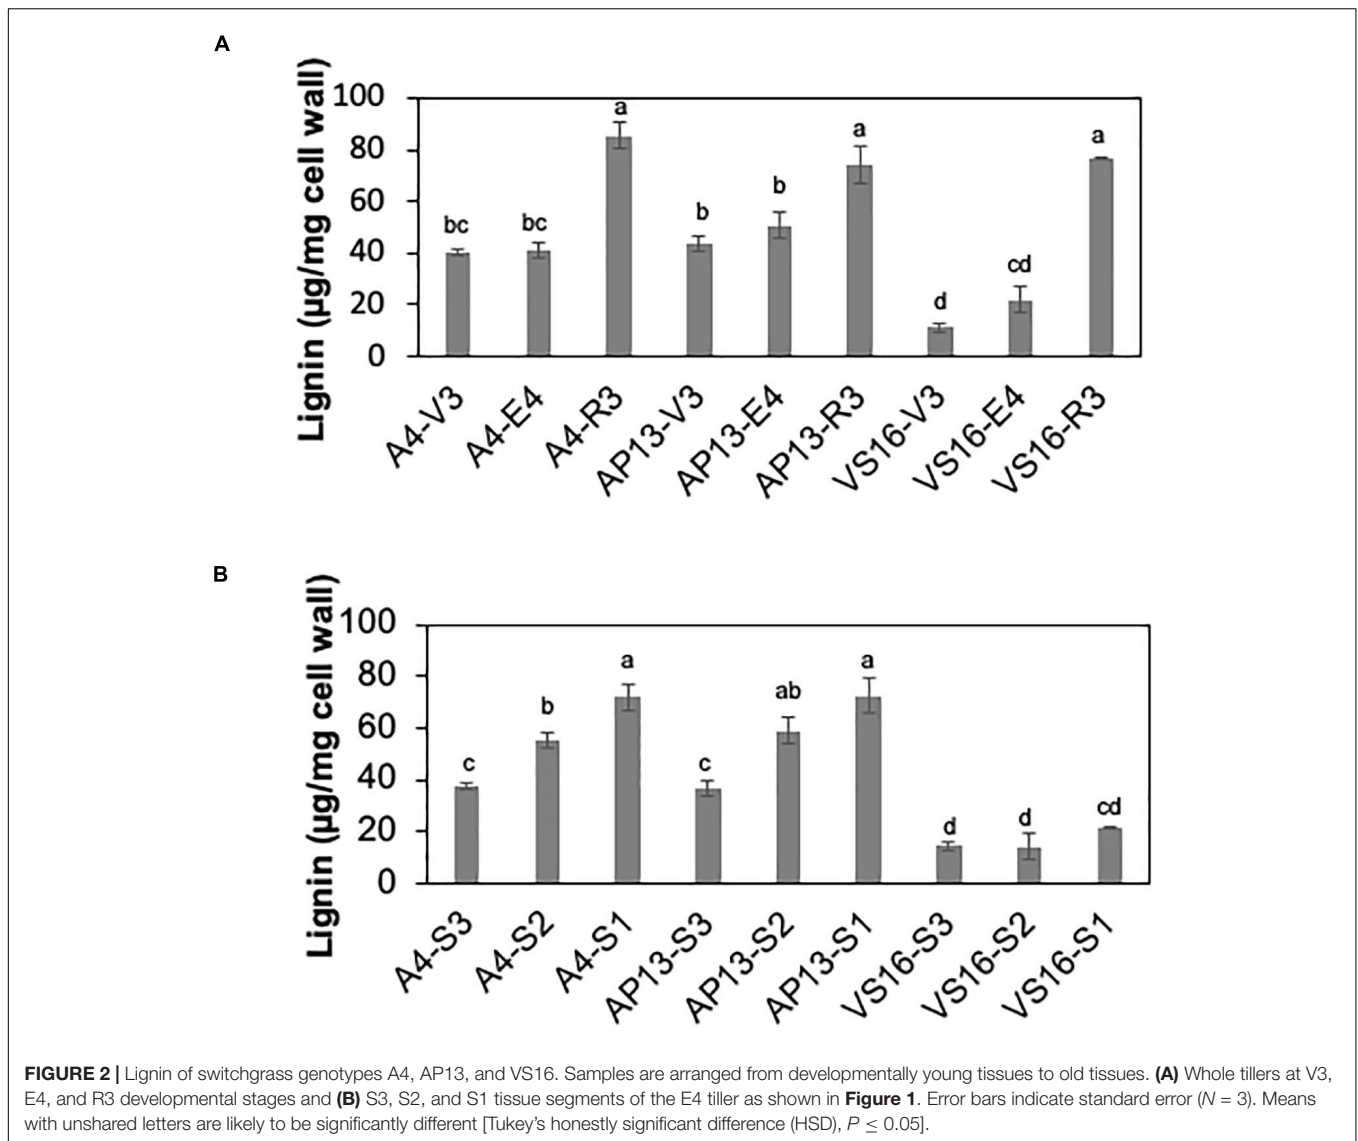 A
Lignin (µg/mg cell wall)
100
80
60
40
20
0
bc
bc
a
b
b
a
d
cd
a
A4-V3
A4-E4
A4-R3
AP13-V3
AP13-E4
AP13-R3
VS16-V3
VS16-E4
VS16-R3
B
Lignin (µg/mg cell wall)
100
80
60
40
20
0
c
b
a
c
ab
a
d
d
cd
A4-S3
A4-S2
A4-S1
AP13-S3
AP13-S2
AP13-S1
VS16-S3
VS16-S2
VS16-S1
FIGURE 2 | Lignin of switchgrass genotypes A4, AP13, and VS16. Samples are arranged from developmentally young tissues to old tissues. (A) Whole tillers at V3,
E4, and R3 developmental stages and (B) S3, S2, and S1 tissue segments of the E4 tiller as shown in Figure 1. Error bars indicate standard error (N = 3). Means
with unshared letters are likely to be significantly different [Tukey's honestly significant difference (HSD), P ≤ 0.05].